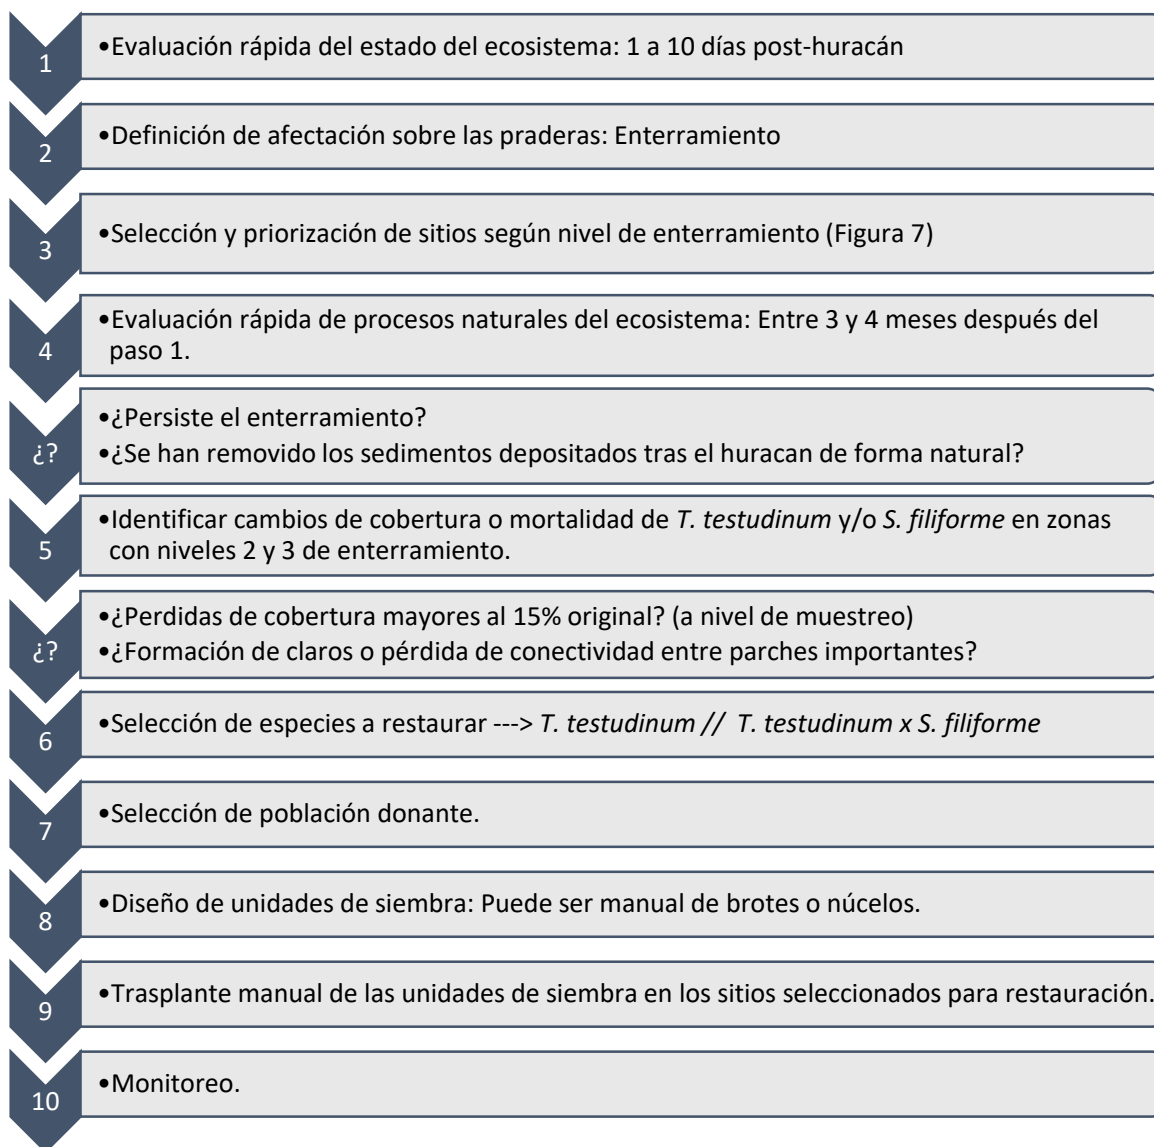 1
•Evaluación rápida del estado del ecosistema: 1 a 10 días post-huracán
2
•Definición de afectación sobre las praderas: Enterramiento
3
•Selección y priorización de sitios según nivel de enterramiento (Figura 7)
4
•Evaluación rápida de procesos naturales del ecosistema: Entre 3 y 4 meses después del
paso 1.
¿?
•¿Persiste el enterramiento?
•¿Se han removido los sedimentos depositados tras el huracan de forma natural?
5
•Identificar cambios de cobertura o mortalidad de T. testudinum y/o S. filiforme en zonas
con niveles 2 y 3 de enterramiento.
¿?
•¿Perdidas de cobertura mayores al 15% original? (a nivel de muestreo)
•¿Formación de claros o pérdida de conectividad entre parches importantes?
6
•Selección de especies a restaurar ---> T. testudinum // T. testudinum x S. filiforme
7
•Selección de población donante.
8
•Diseño de unidades de siembra: Puede ser manual de brotes o núcelos.
9
•Trasplante manual de las unidades de siembra en los sitios seleccionados para restauración.
10
•Monitoreo.